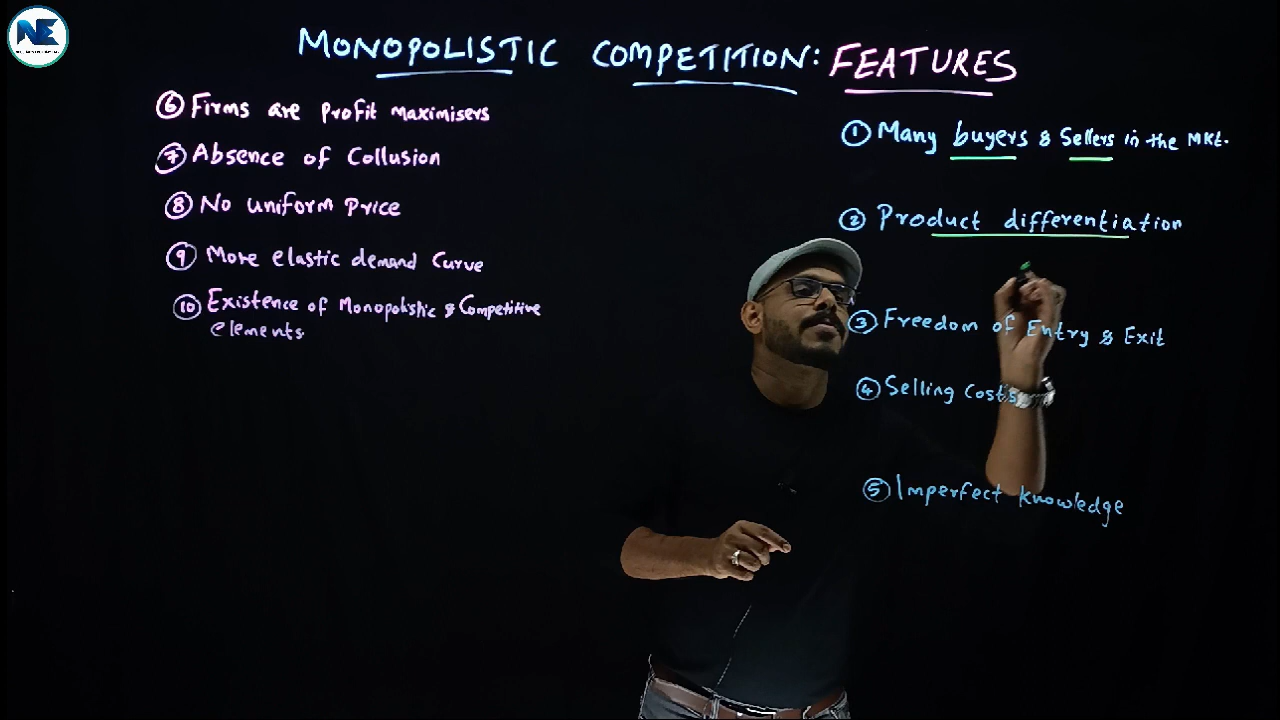 NE
MONOPOLISTIC COMPETITION: FEATURES
① Many buyers & Sellers in the MKt.
② Product differentiation
③ Freedom of Entry & Exit
④ Selling Costs
⑤ Imperfect knowledge
⑥ Firms are profit maximisers
⑦ Absence of Collusion
⑧ No uniform Price
⑨ More elastic demand Curve
⑩ Existence of Monopolistic & Competitive
elements